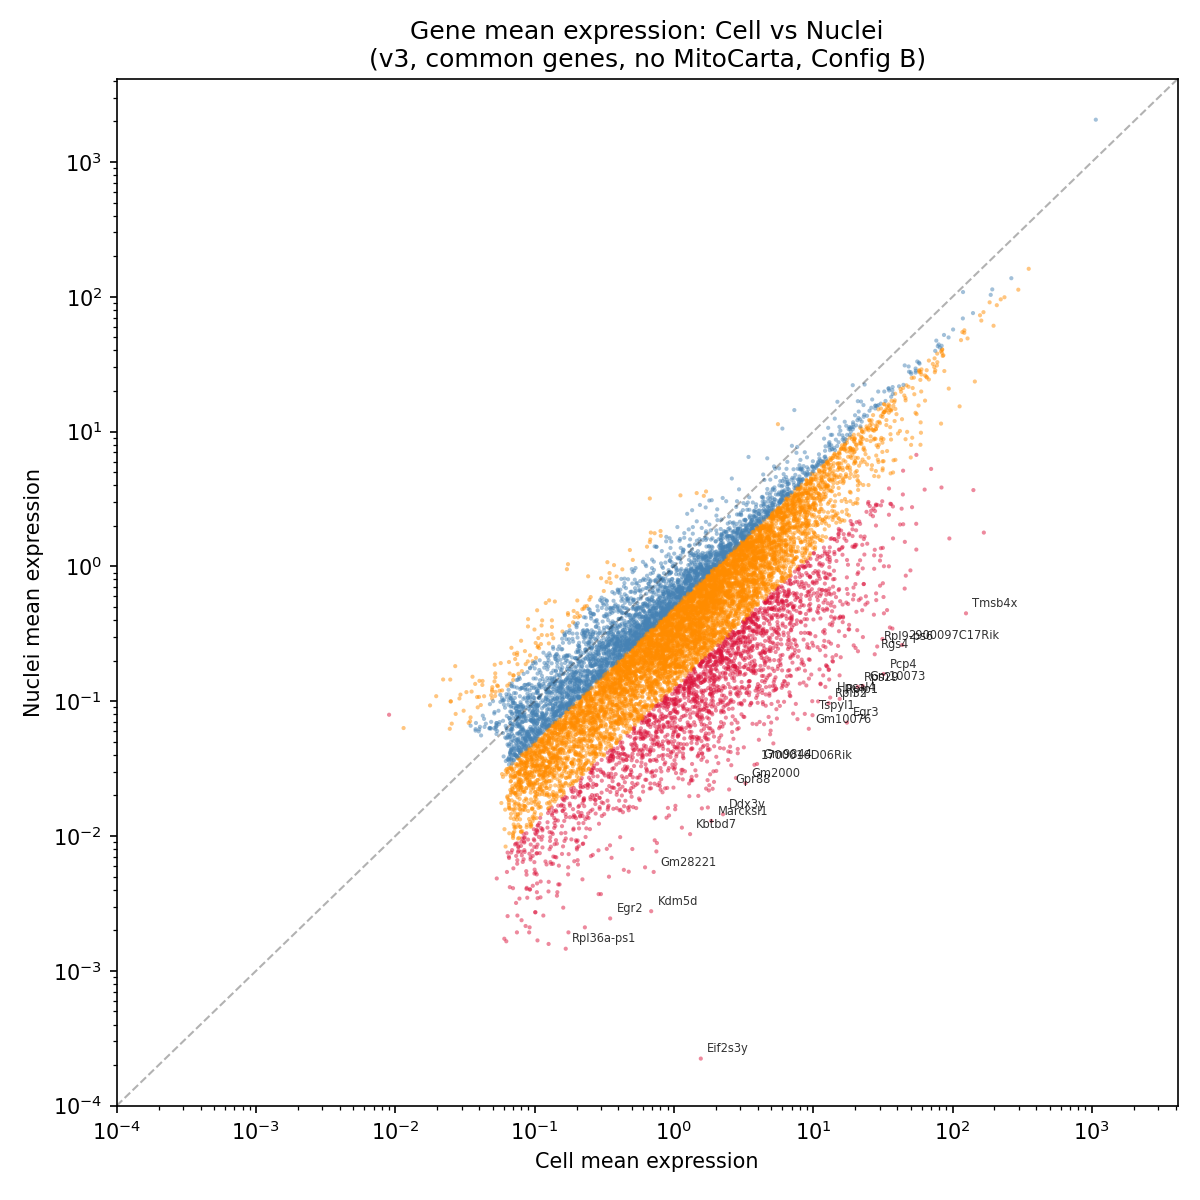 Gene mean expression: Cell vs Nuclei
(v3, common genes, no MitoCarta, Config B)
Nuclei mean expression
10³
10²
10¹
10⁰
10⁻¹
10⁻²
10⁻³
10⁻⁴
Tmsb4x
2900097C17Rik
Rgs4
Pcp4
Gm10073
Tspyl1
Egr3
Gm10076
Gm2000
Gpr88
Ddx3y
Marcksl1
Kbtbd7
Gm28221
Kdm5d
Egr2
Rpl36a-ps1
Eif2s3y
10⁻⁴
10⁻³
10⁻²
10⁻¹
10⁰
10¹
10²
10³
Cell mean expression